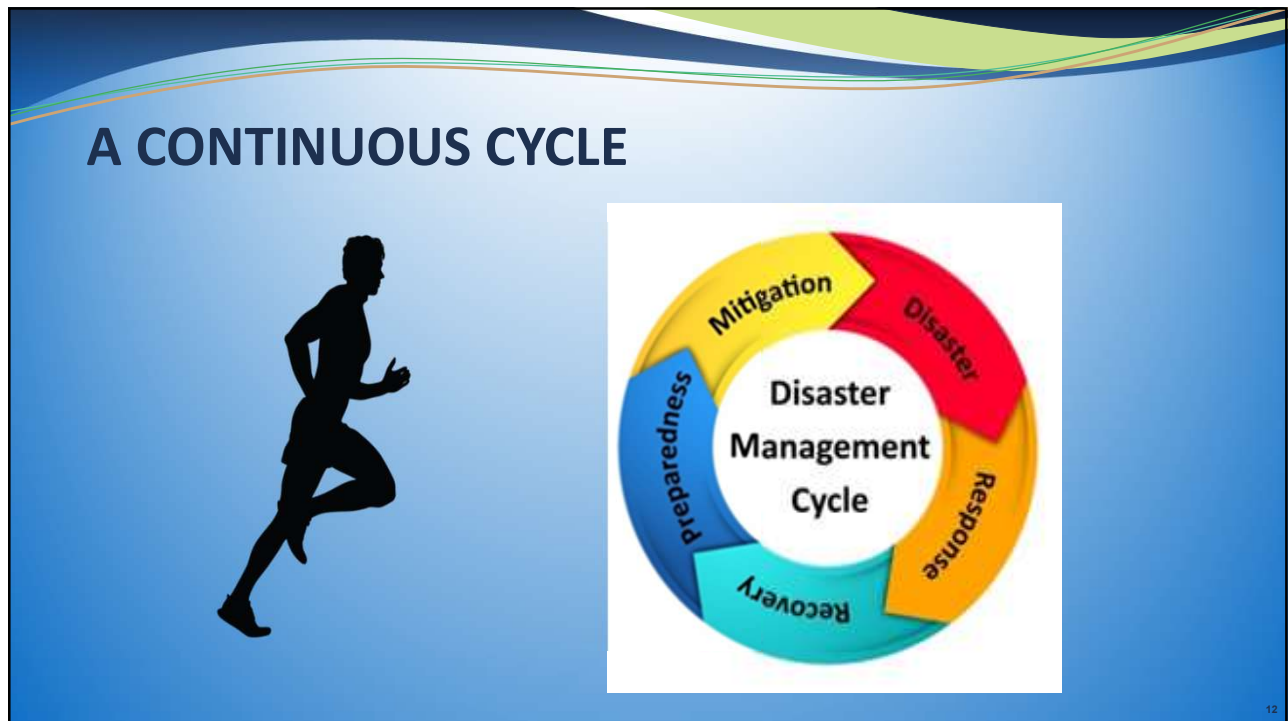 A CONTINUOUS CYCLE
Mitigation
Disaster
Preparedness
Disaster
Management
Cycle
Response
Recovery
12